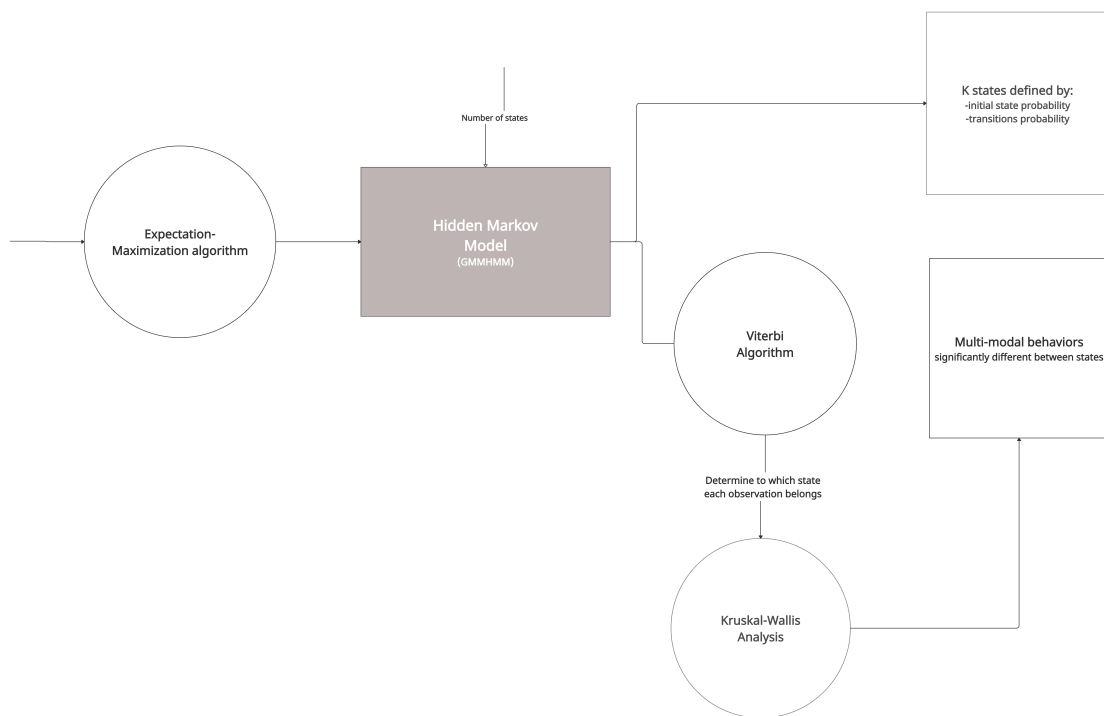 K states defined by:
-initial state probability
-transitions probability
Number of states
Expectation-
Maximization algorithm
Hidden Markov
Model
(GMMHMM)
Viterbi
Algorithm
Multi-modal behaviors
significantly different between states
Determine to which state
each observation belongs
Kruskal-Wallis
Analysis